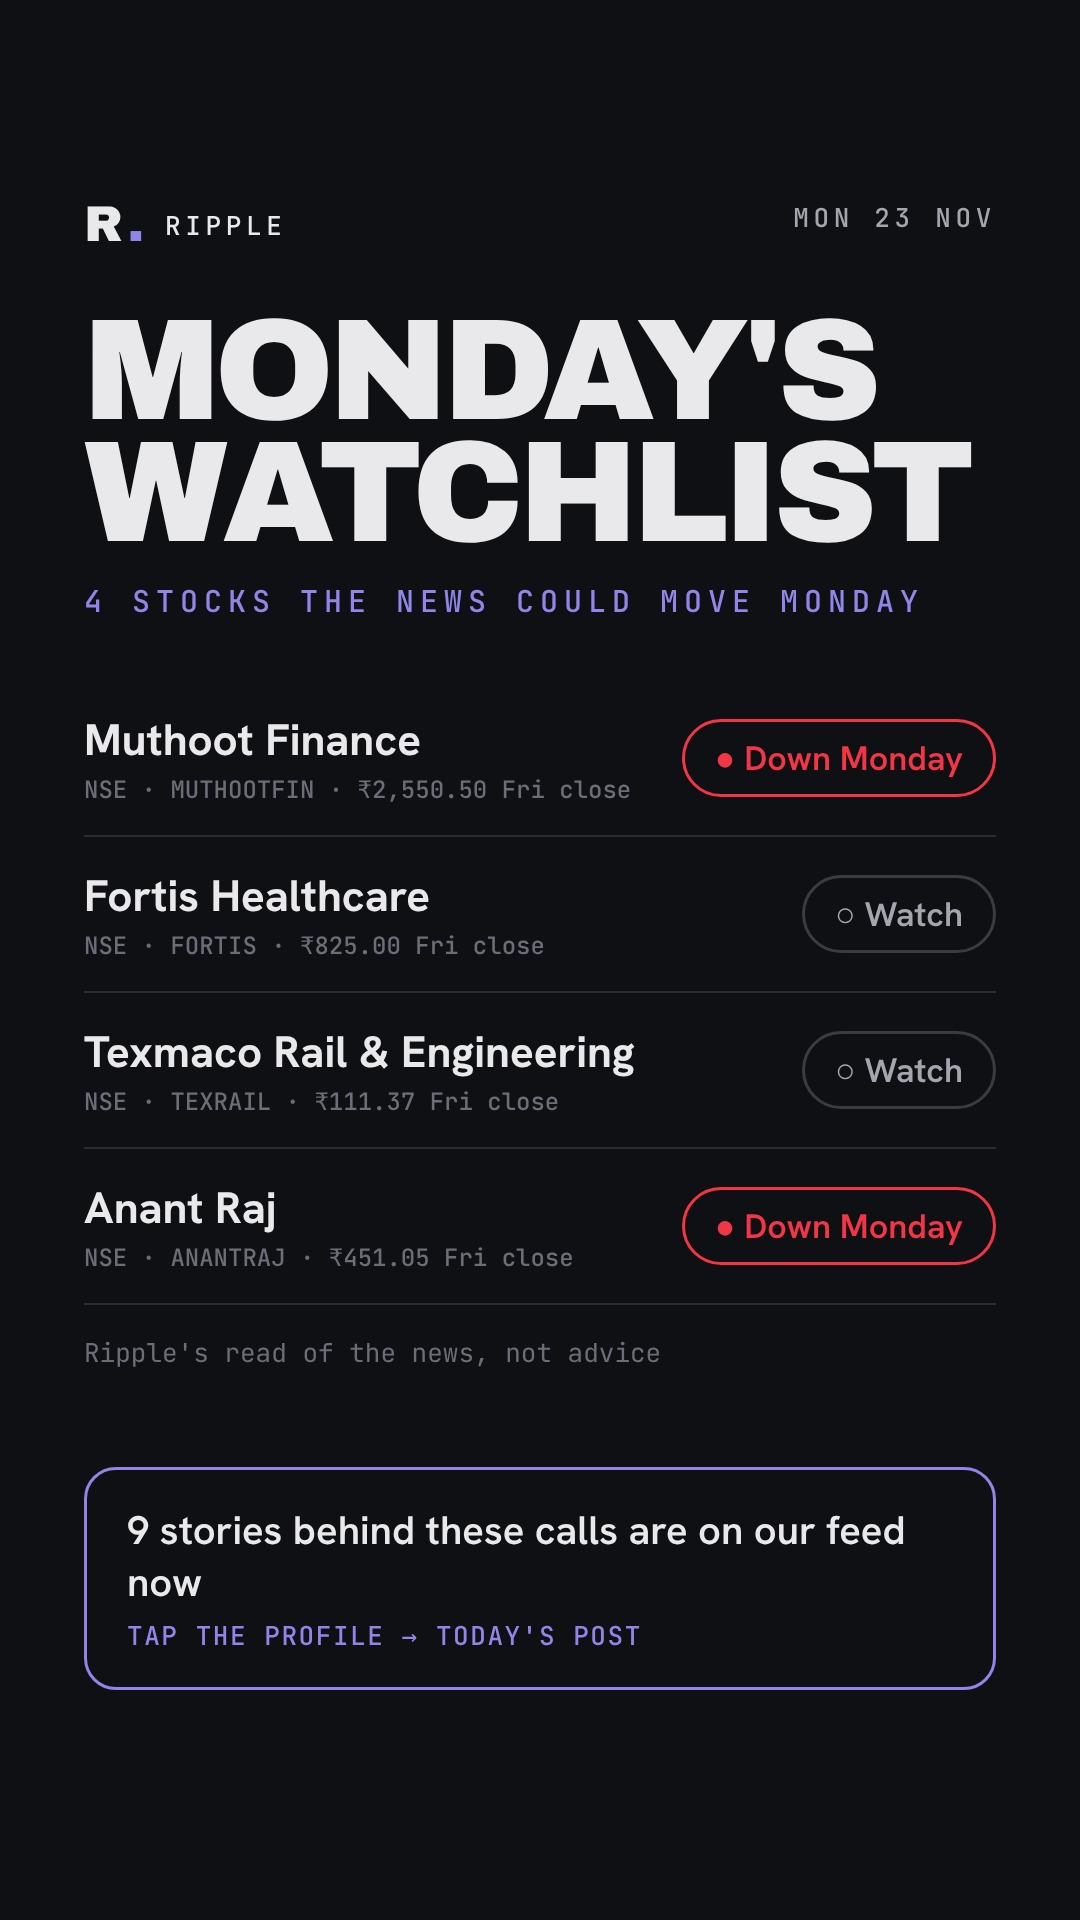 R. RIPPLE
MON 23 NOV
MONDAY'S
WATCHLIST
4 STOCKS THE NEWS COULD MOVE MONDAY
Muthoot Finance
NSE · MUTHOOTFIN · ₹2,550.50 Fri close
● Down Monday
Fortis Healthcare
NSE · FORTIS · ₹825.00 Fri close
○ Watch
Texmaco Rail & Engineering
NSE · TEXRAIL · ₹111.37 Fri close
○ Watch
Anant Raj
NSE · ANANTRAJ · ₹451.05 Fri close
● Down Monday
Ripple's read of the news, not advice
9 stories behind these calls are on our feed
now
TAP THE PROFILE → TODAY'S POST